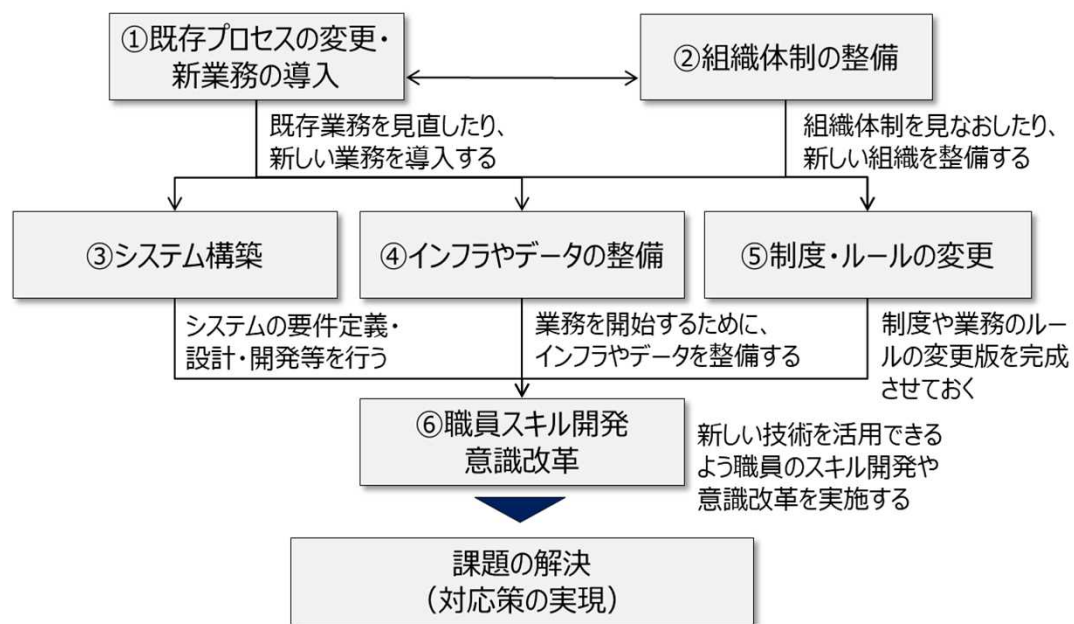 ①既存プロセスの変更・
新業務の導入
②組織体制の整備
既存業務を見直したり、
新しい業務を導入する
組織体制を見なおしたり、
新しい組織を整備する
③システム構築
④インフラやデータの整備
⑤制度・ルールの変更
システムの要件定義・
設計・開発等を行う
業務を開始するために、
インフラやデータを整備する
制度や業務のルー
ルの変更版を完成
させておく
⑥職員スキル開発
意識改革
新しい技術を活用できる
よう職員のスキル開発や
意識改革を実施する
課題の解決
（対応策の実現）